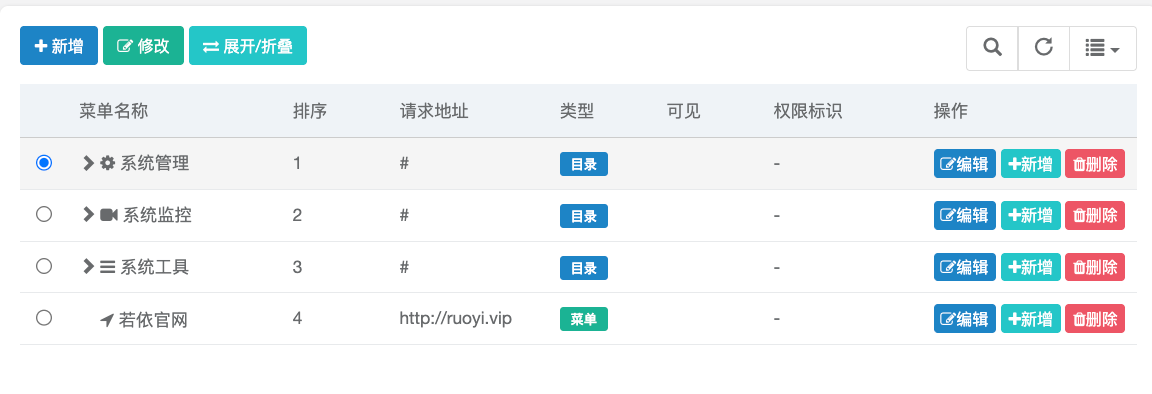 新增 修改 展开/折叠
菜单名称 排序 请求地址 类型 可见 权限标识 操作
系统管理 1 # 目录 - 编辑 新增 删除
系统监控 2 # 目录 - 编辑 新增 删除
系统工具 3 # 目录 - 编辑 新增 删除
若依官网 4 http://ruoyi.vip 菜单 - 编辑 新增 删除